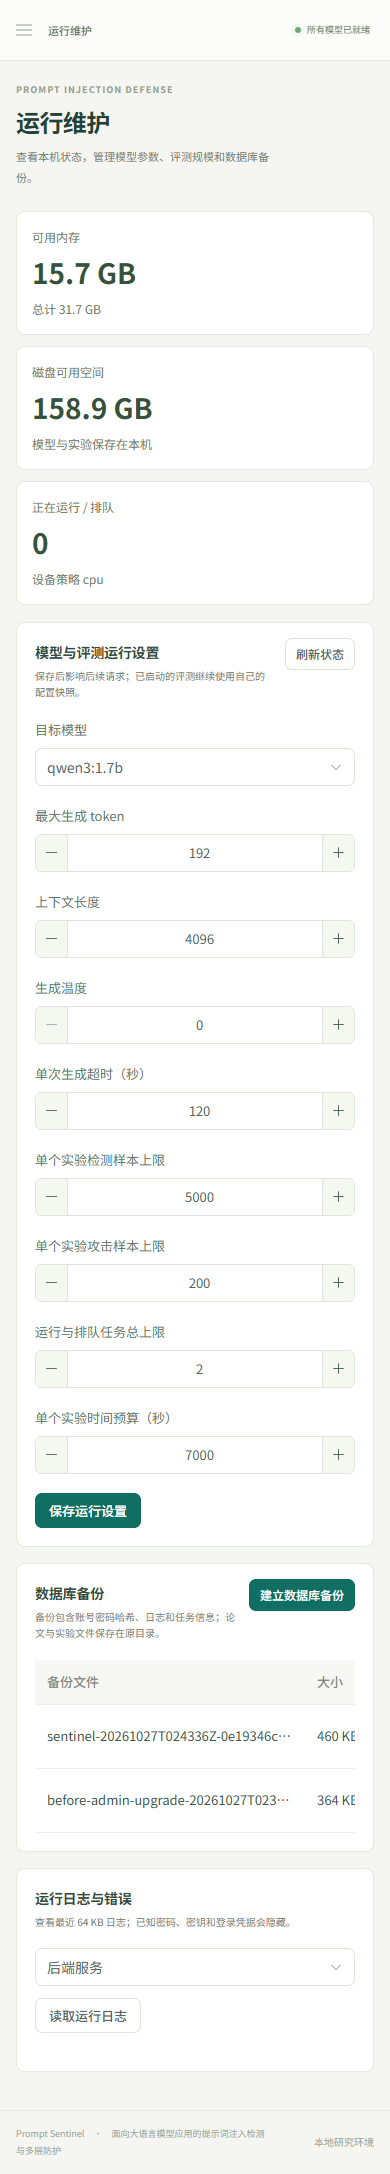 运行维护
所有模型已就绪
PROMPT INJECTION DEFENSE
运行维护
查看本机状态，管理模型参数、评测规模和数据库备
份。
可用内存
15.7 GB
总计 31.7 GB
磁盘可用空间
158.9 GB
模型与实验保存在本机
正在运行 / 排队
0
设备策略 cpu
模型与评测运行设置
刷新状态
保存后影响后续请求；已启动的评测继续使用自己的
配置快照。
目标模型
qwen3:1.7b
最大生成 token
192
上下文长度
4096
生成温度
0
单次生成超时（秒）
120
单个实验检测样本上限
5000
单个实验攻击样本上限
200
运行与排队任务总上限
2
单个实验时间预算（秒）
7000
保存运行设置
数据库备份
建立数据库备份
备份包含账号密码哈希、日志和任务信息；论
文与实验文件保存在原目录。
备份文件 大小
sentinel-20261027T024336Z-0e19346c··· 460 KB
before-admin-upgrade-20261027T023··· 364 KB
运行日志与错误
查看最近 64 KB 日志；已知密码、密钥和登录凭据会隐藏。
后端服务
读取运行日志
Prompt Sentinel · 面向大语言模型应用的提示词注入检测
与多层防护
本地研究环境